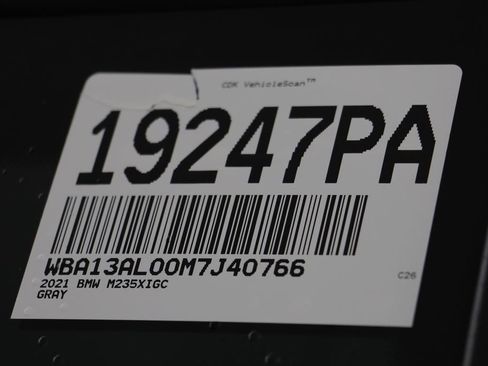 CDK VehicleScan™
19247PA
WBA13AL00M7J40766
2021 BMW M235XIGC
GRAY
C26